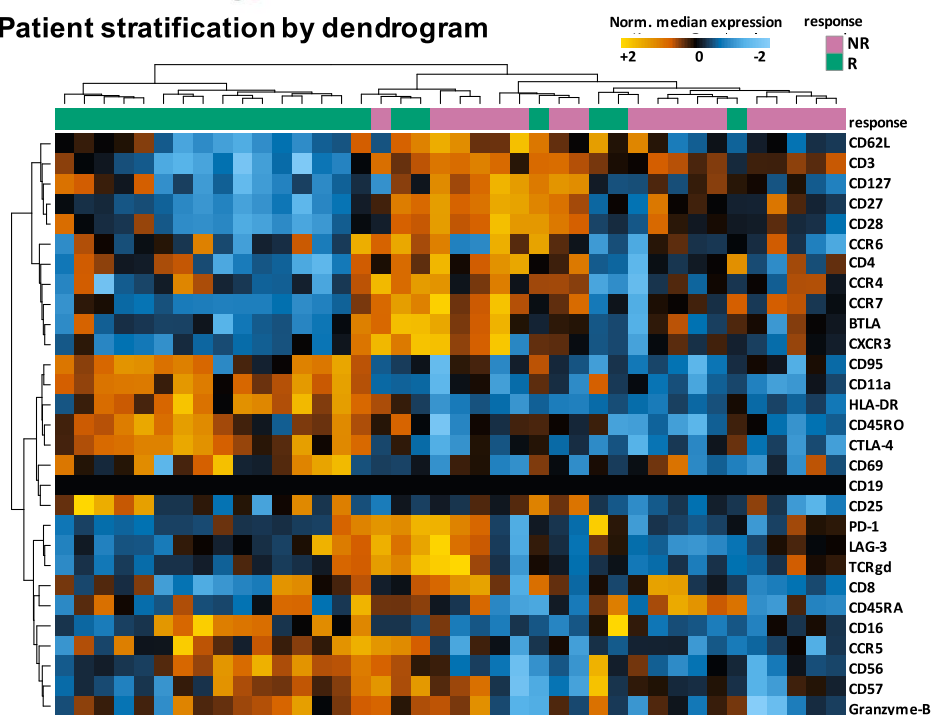 Patient stratification by dendrogram
Norm. median expression
+2 0 -2
response
NR
R
response
CD62L
CD3
CD127
CD27
CD28
CCR6
CD4
CCR4
CCR7
BTLA
CXCR3
CD95
CD11a
HLA-DR
CD45RO
CTLA-4
CD69
CD19
CD25
PD-1
LAG-3
TCRgd
CD8
CD45RA
CD16
CCR5
CD56
CD57
Granzyme-B